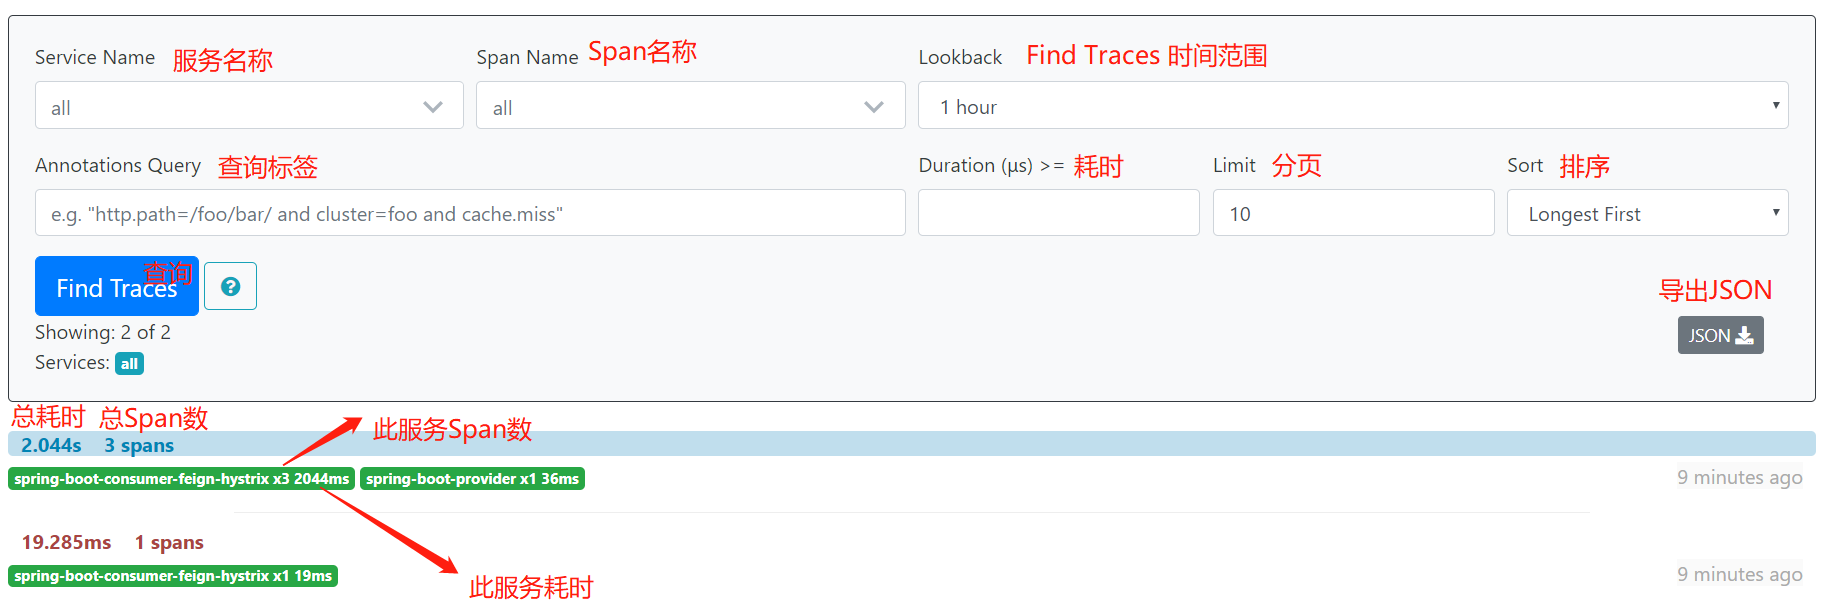 Service Name 服务名称 Span Name Span名称 Lookback Find Traces 时间范围
all all 1 hour
Annotations Query 查询标签 Duration (μs) >= 耗时 Limit 分页 Sort 排序
e.g. "http.path=/foo/bar/ and cluster=foo and cache.miss" 10 Longest First
Find Traces 查询 ? 导出JSON
Showing: 2 of 2 JSON
Services: all
总耗时 总Span数 此服务Span数
2.044s 3 spans
spring-boot-consumer-feign-hystrix x3 2044ms spring-boot-provider x1 36ms 9 minutes ago
19.285ms 1 spans
spring-boot-consumer-feign-hystrix x1 19ms 9 minutes ago
此服务耗时